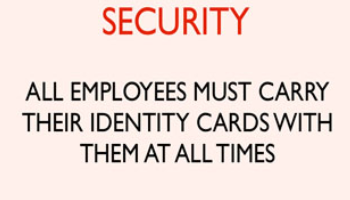 SECURITY
ALL EMPLOYEES MUST CARRY
THEIR IDENTITY CARDS WITH
THEM AT ALL TIMES